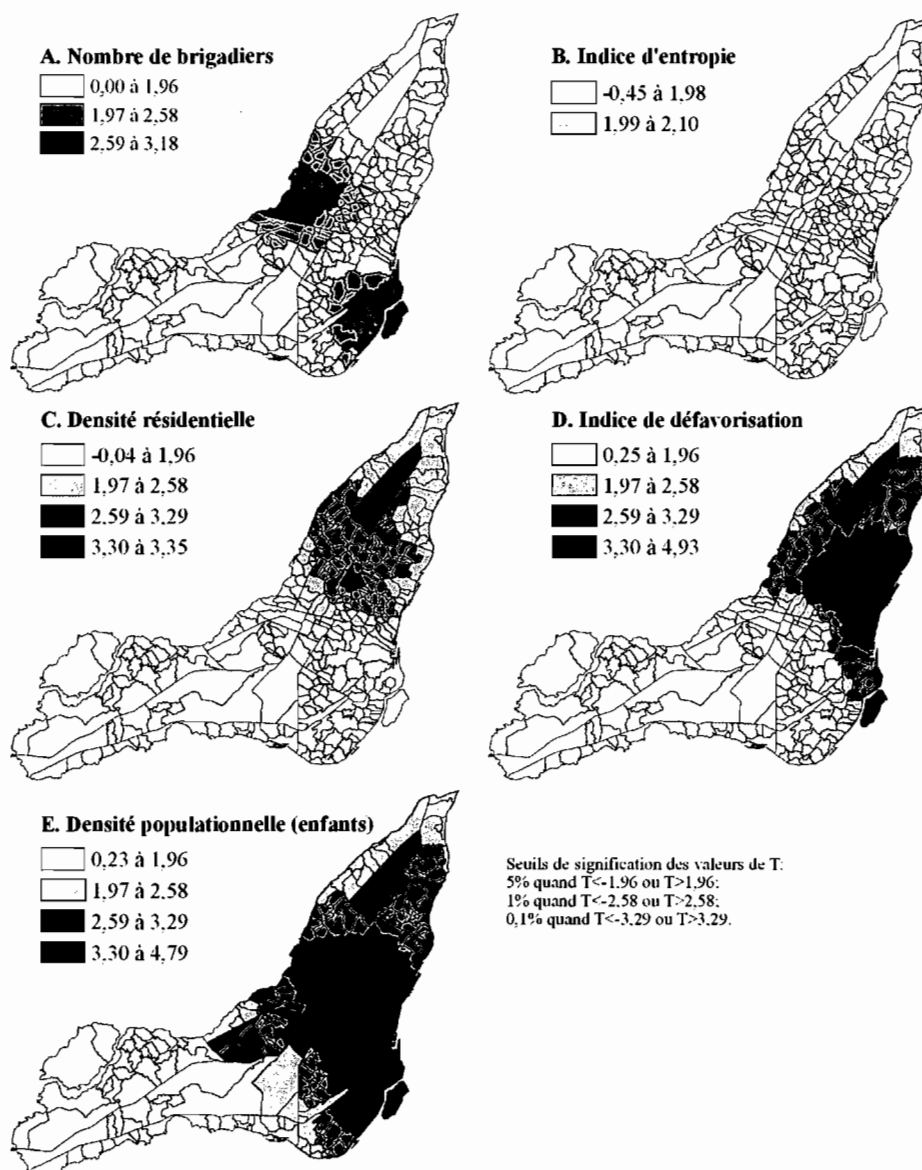 A. Nombre de brigadiers
0,00 à 1,96
1,97 à 2,58
2,59 à 3,18
B. Indice d'entropie
-0,45 à 1,98
1,99 à 2,10
C. Densité résidentielle
-0,04 à 1,96
1,97 à 2,58
2,59 à 3,29
3,30 à 3,35
D. Indice de défavorisation
0,25 à 1,96
1,97 à 2,58
2,59 à 3,29
3,30 à 4,93
E. Densité populationnelle (enfants)
0,23 à 1,96
1,97 à 2,58
2,59 à 3,29
3,30 à 4,79
Seuils de signification des valeurs de T:
5% quand T<-1,96 ou T>1,96;
1% quand T<-2,58 ou T>2,58;
0,1% quand T<-3,29 ou T>3,29.